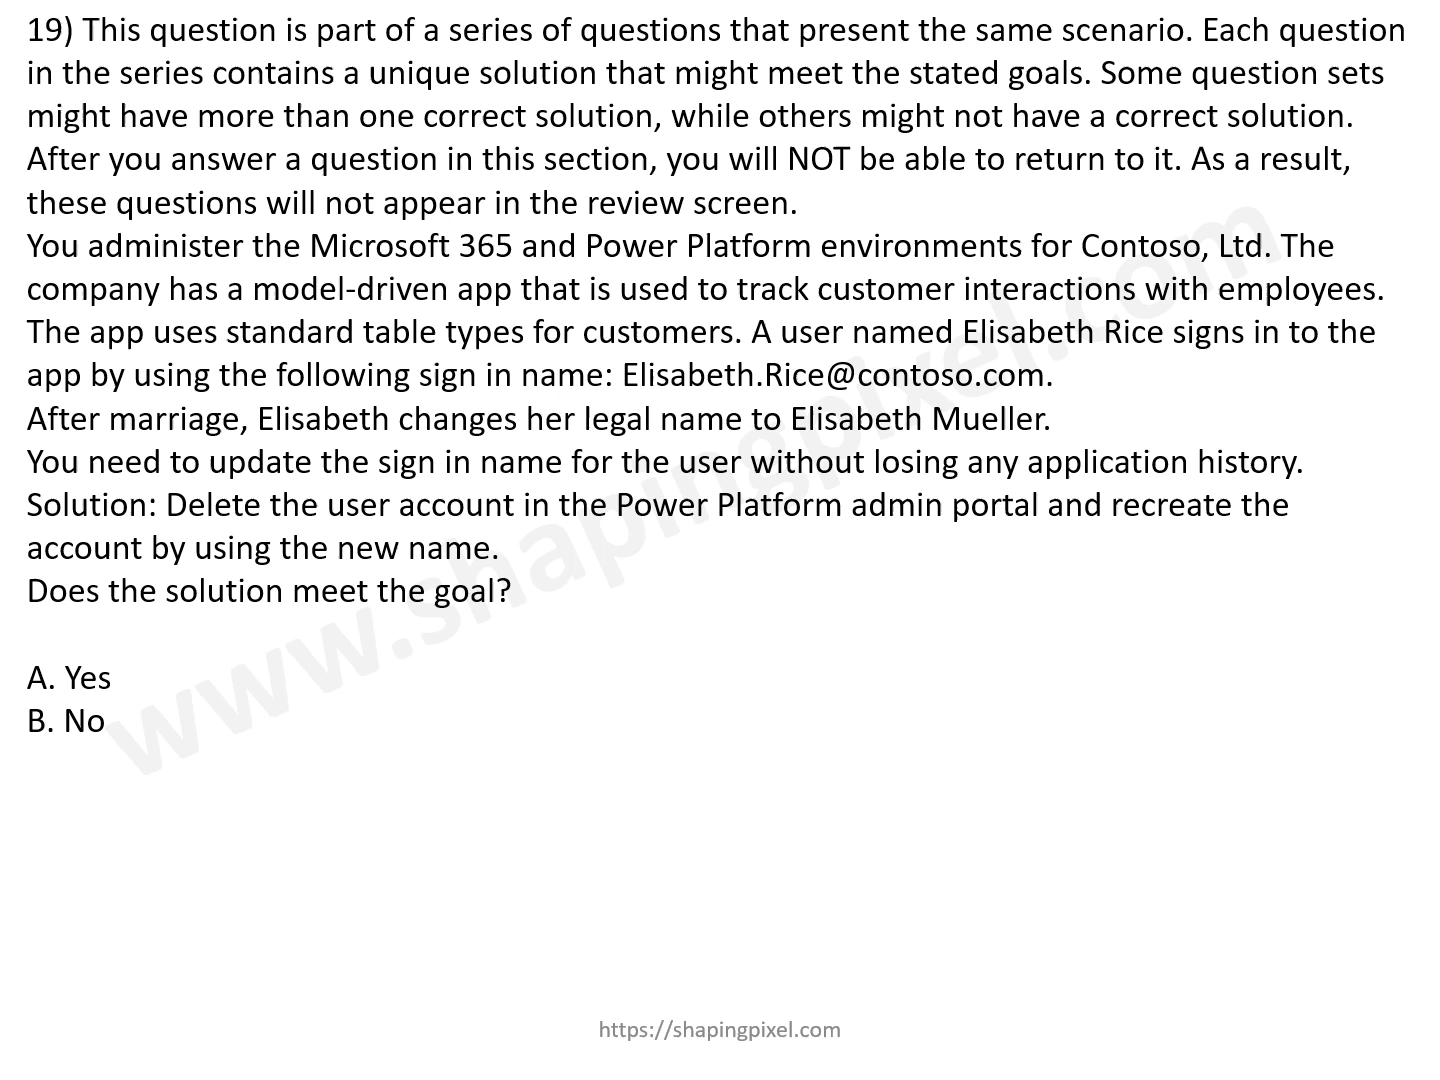 19) This question is part of a series of questions that present the same scenario. Each question
in the series contains a unique solution that might meet the stated goals. Some question sets
might have more than one correct solution, while others might not have a correct solution.
After you answer a question in this section, you will NOT be able to return to it. As a result,
these questions will not appear in the review screen.
You administer the Microsoft 365 and Power Platform environments for Contoso, Ltd. The
company has a model-driven app that is used to track customer interactions with employees.
The app uses standard table types for customers. A user named Elisabeth Rice signs in to the
app by using the following sign in name: Elisabeth.Rice@contoso.com.
After marriage, Elisabeth changes her legal name to Elisabeth Mueller.
You need to update the sign in name for the user without losing any application history.
Solution: Delete the user account in the Power Platform admin portal and recreate the
account by using the new name.
Does the solution meet the goal?
A. Yes
B. No
www.shapingpixel.com
https://shapingpixel.com